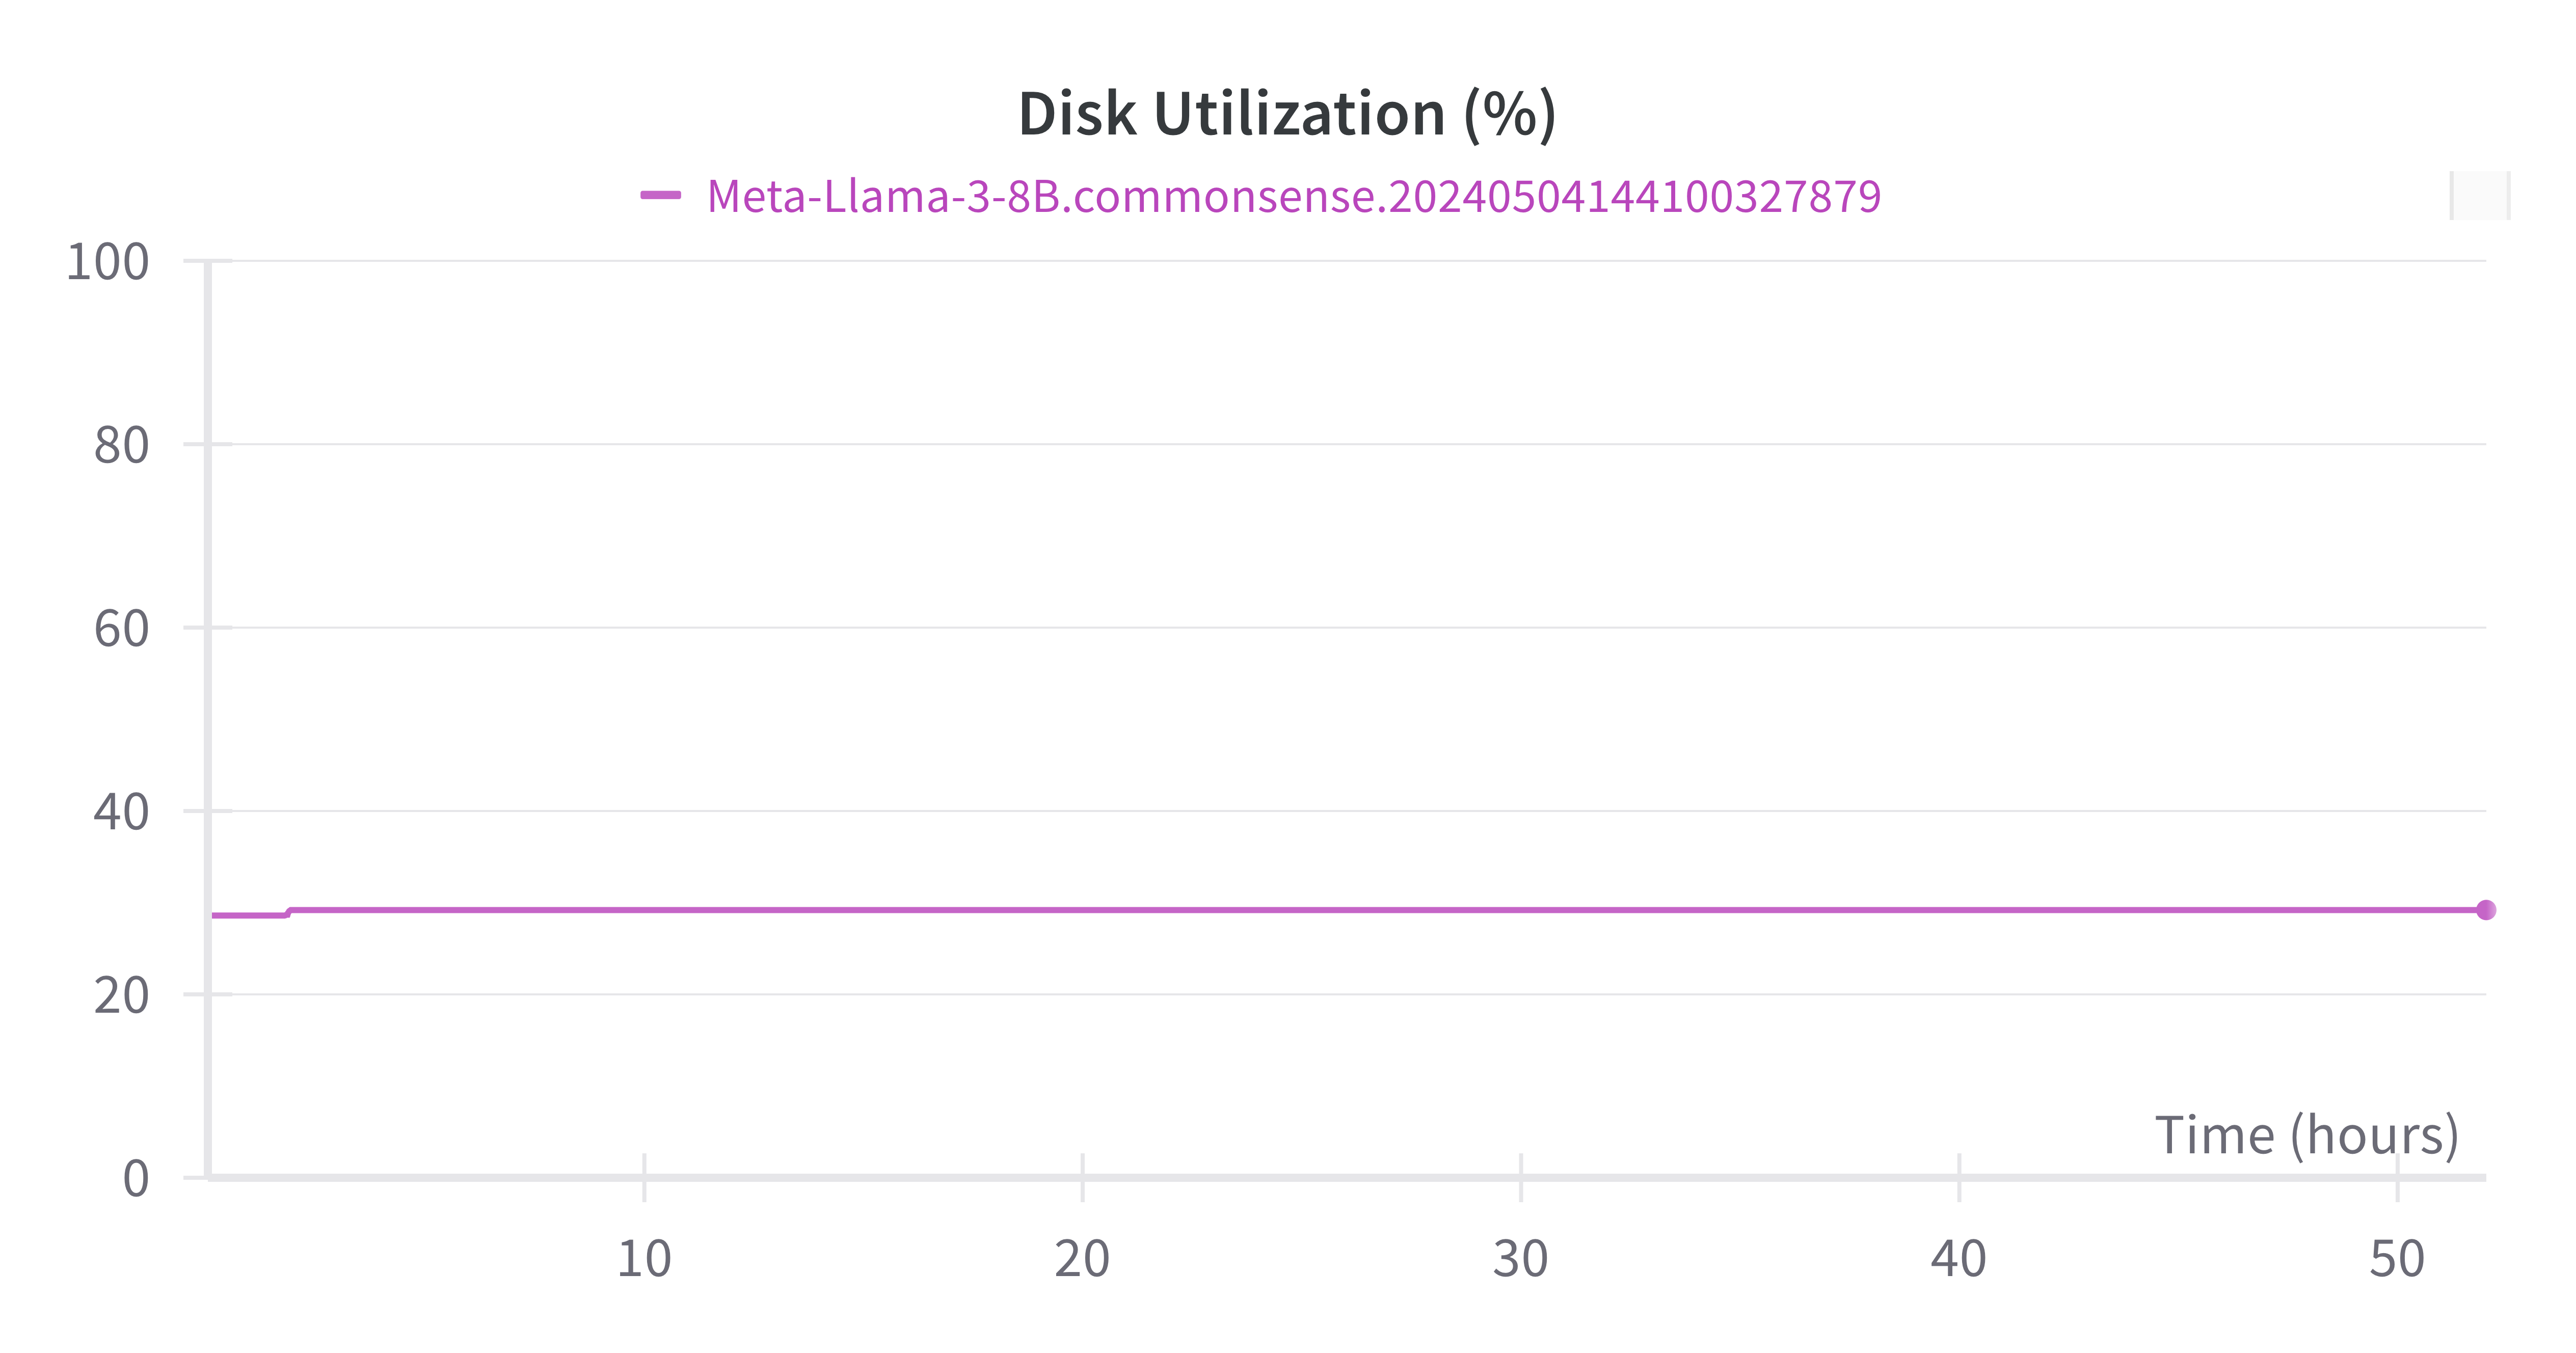 Disk Utilization (%)
Meta-Llama-3-8B.commonsense.20240504144100327879
100
80
60
40
20
0
Time (hours)
10 20 30 40 50